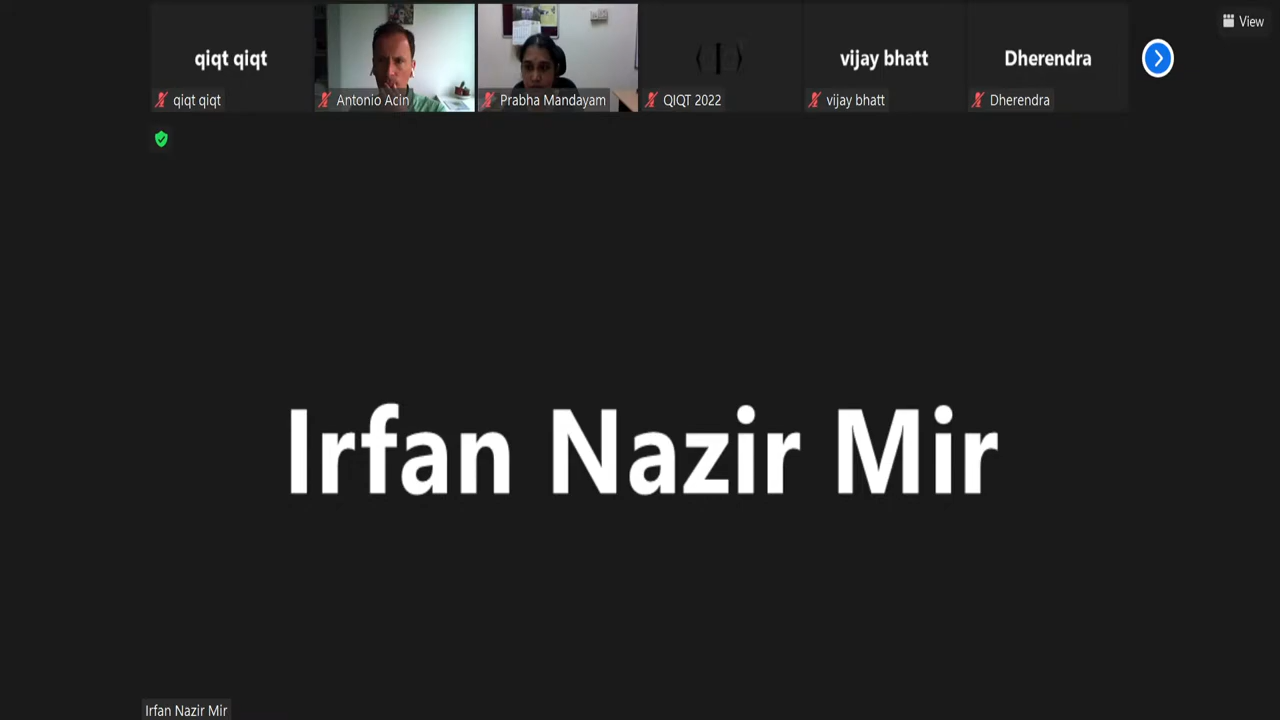 qiqt qiqt
vijay bhatt
Dherendra
View
qiqt qiqt
Antonio Acin
Prabha Mandayam
QIQT 2022
vijay bhatt
Dherendra
Irfan Nazir Mir
Irfan Nazir Mir